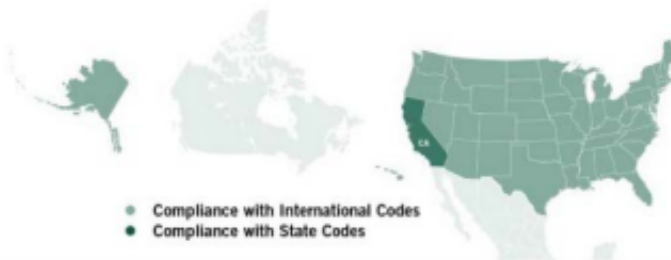 CA
Compliance with International Codes
Compliance with State Codes